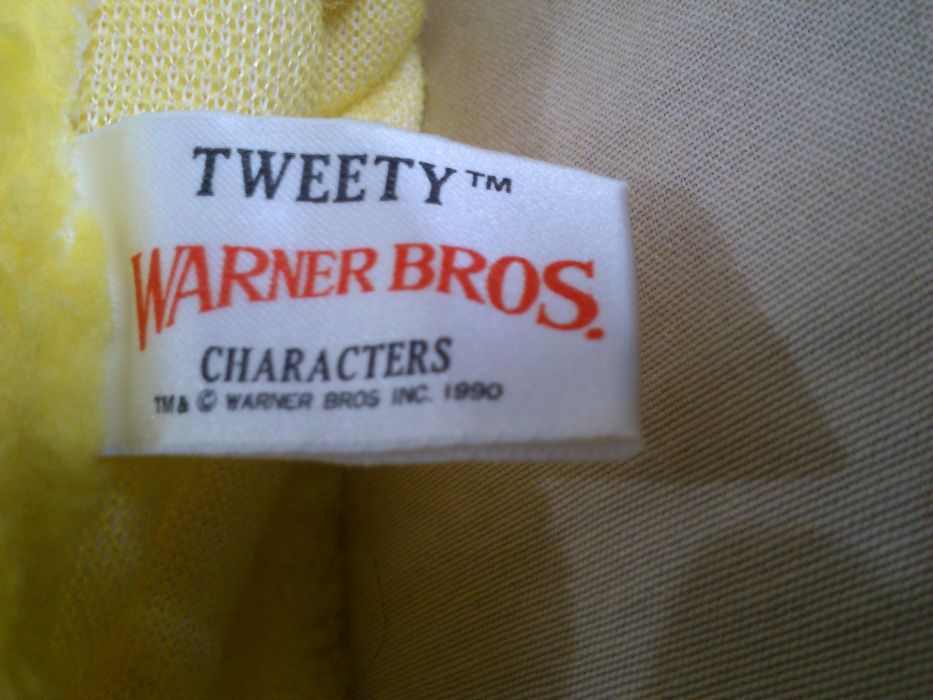 TWEETY™
WARNER BROS.
CHARACTERS
TM & © WARNER BROS INC. 1990